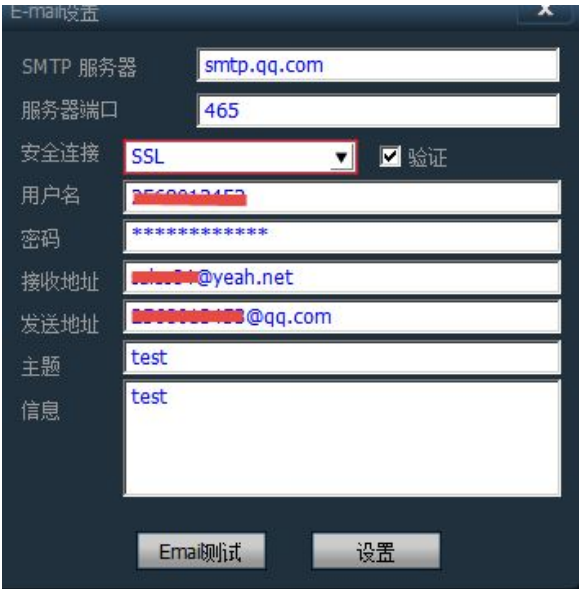 E-mail设置
SMTP 服务器 smtp.qq.com
服务器端口 465
安全连接 SSL 验证
用户名
密码 ************
接收地址 @yeah.net
发送地址 @qq.com
主题 test
信息 test
Email测试 设置